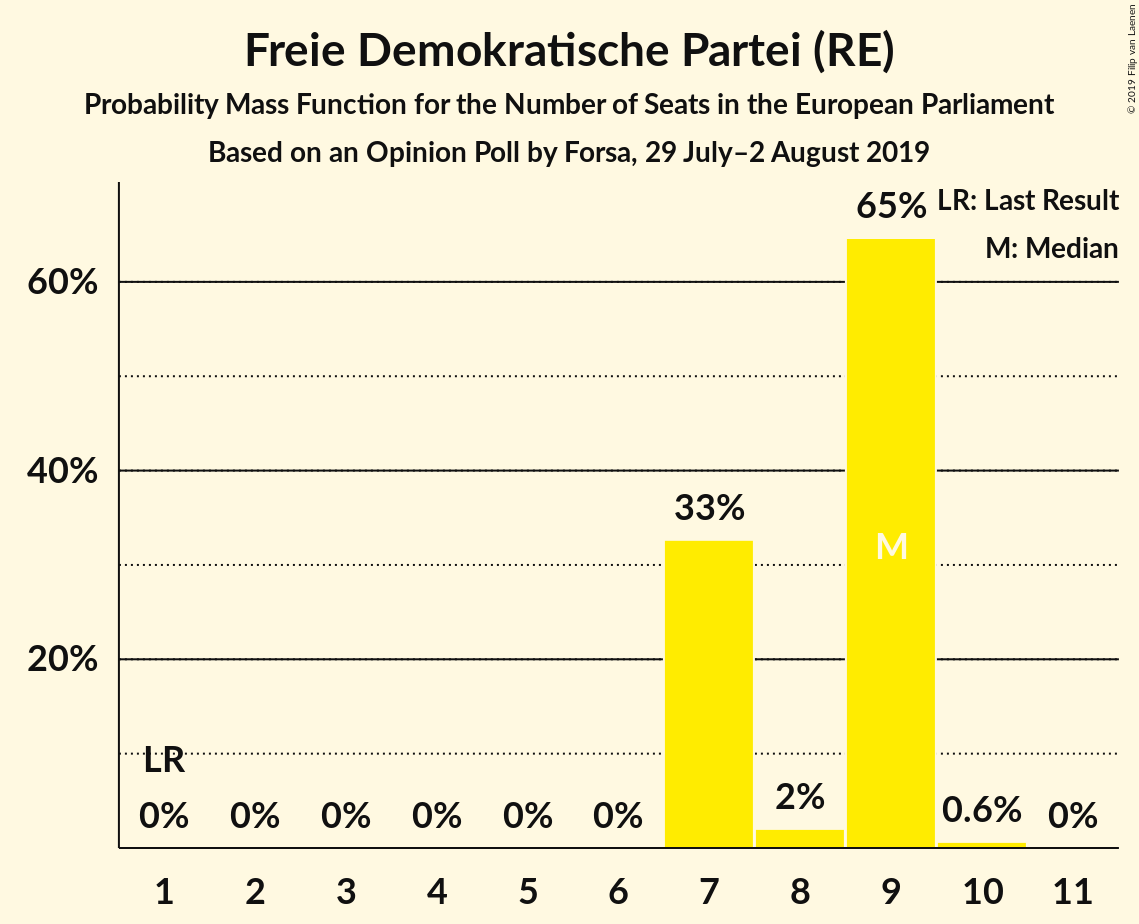 Freie Demokratische Partei (RE)
Probability Mass Function for the Number of Seats in the European Parliament
Based on an Opinion Poll by Forsa, 29 July–2 August 2019
© 2019 Filip van Laenen
LR: Last Result
M: Median
60%
40%
20%
LR
0%
0%
0%
0%
0%
0%
33%
2%
65%
M
0.6%
0%
1 2 3 4 5 6 7 8 9 10 11